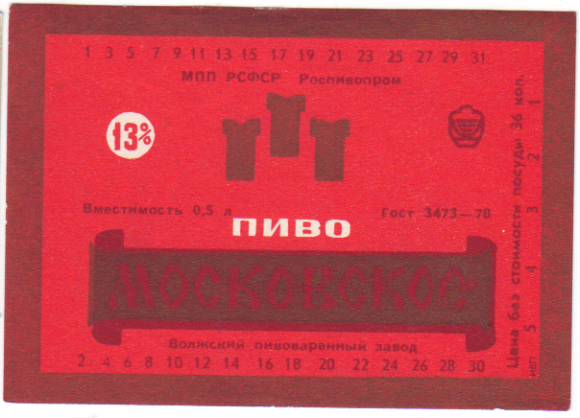 1 3 5 7 9 11 13 15 17 19 21 23 25 27 29 31
МПП РСФСР Роспивопром
13%
Вместимость 0,5 л
Гост 3473-78
ПИВО
МОСКОВСКОЕ
Волжский пивоваренный завод
2 4 6 8 10 12 14 16 18 20 22 24 26 28 30
Цена без стоимости посуды 36 коп.
1 2 3 4 5